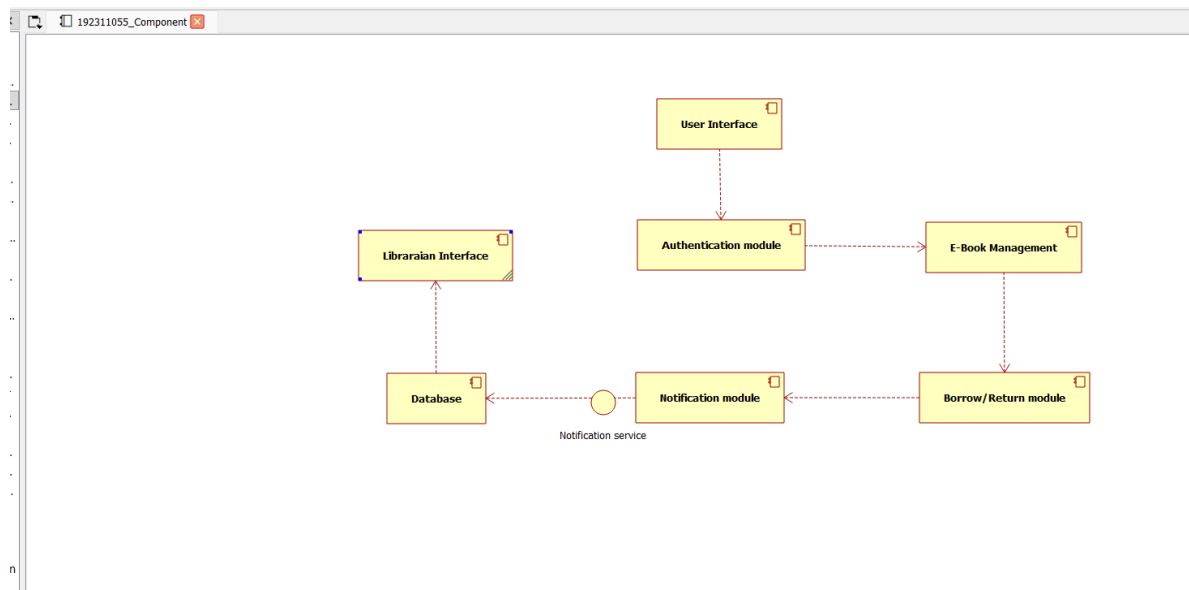 192311055_Component
User Interface
Authentication module
E-Book Management
Libraraian Interface
Database
Notification module
Borrow/Return module
Notification service
n